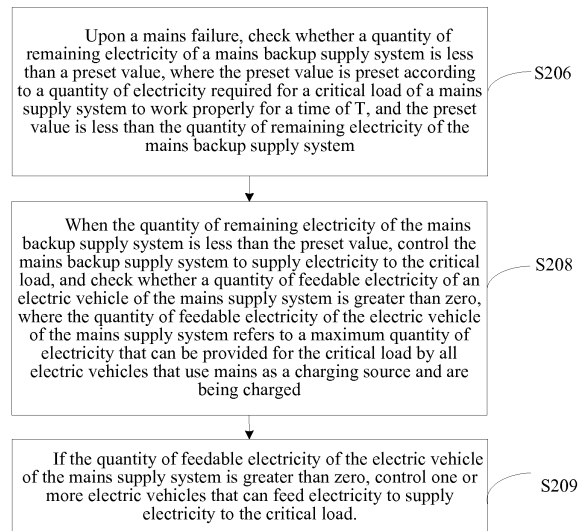 Upon a mains failure, check whether a quantity of
remaining electricity of a mains backup supply system is less
than a preset value, where the preset value is preset according
to a quantity of electricity required for a critical load of a mains
supply system to work properly for a time of T, and the preset
value is less than the quantity of remaining electricity of the
mains backup supply system
S206
When the quantity of remaining electricity of the mains
backup supply system is less than the preset value, control the
mains backup supply system to supply electricity to the critical
load, and check whether a quantity of feedable electricity of an
electric vehicle of the mains supply system is greater than zero,
where the quantity of feedable electricity of the electric vehicle
of the mains supply system refers to a maximum quantity of
electricity that can be provided for the critical load by all
electric vehicles that use mains as a charging source and are
being charged
S208
If the quantity of feedable electricity of the electric vehicle
of the mains supply system is greater than zero, control one or
more electric vehicles that can feed electricity to supply
electricity to the critical load.
S209